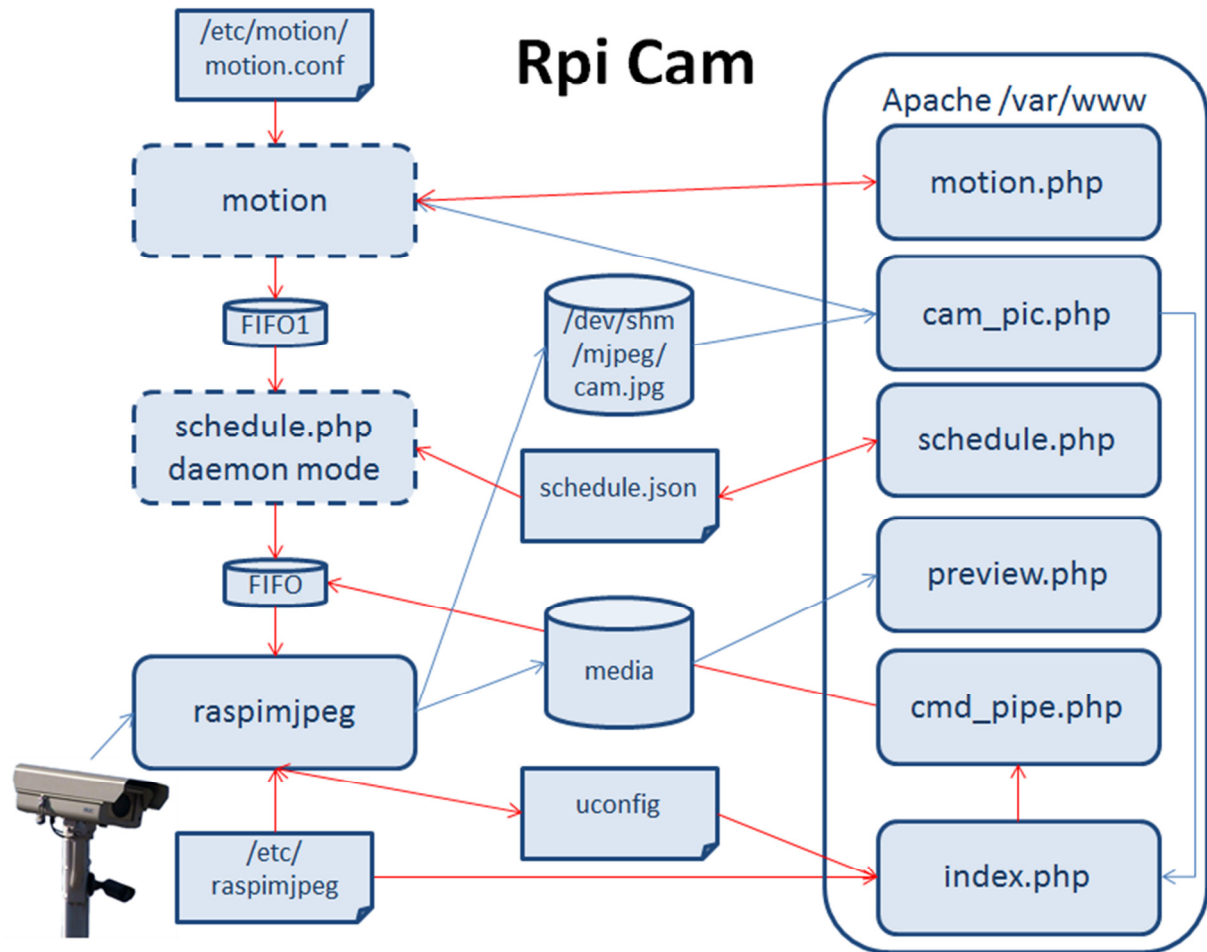 /etc/motion/
motion.conf
Rpi Cam
Apache /var/www
motion
motion.php
FIFO1
/dev/shm
/mjpeg/
cam.jpg
cam_pic.php
schedule.php
daemon mode
schedule.json
schedule.php
FIFO
media
preview.php
raspimjpeg
cmd_pipe.php
uconfig
/etc/
raspimjpeg
index.php